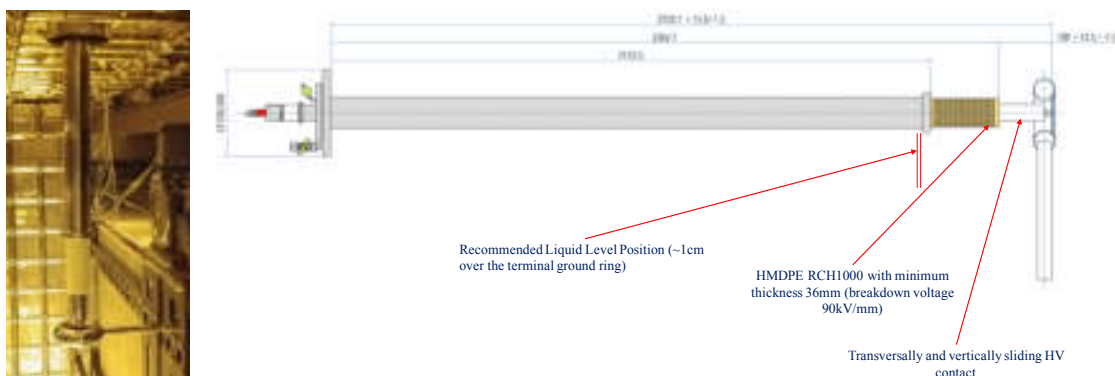 Recommended Liquid Level Position (~1cm
over the terminal ground ring)
HMDPE RCH1000 with minimum
thickness 36mm (breakdown voltage
90kV/mm)
Transversally and vertically sliding HV
contact